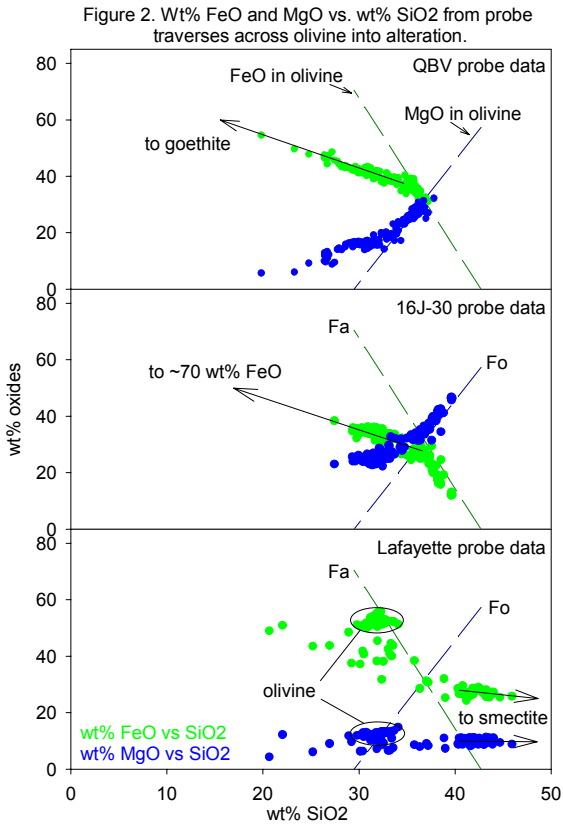 Figure 2. Wt% FeO and MgO vs. wt% SiO2 from probe
traverses across olivine into alteration.
80
60
40
20
0
FeO in olivine
QBV probe data
MgO in olivine
to goethite
80
60
40
20
0
16J-30 probe data
Fa
Fo
to ~70 wt% FeO
wt% oxides
80
60
40
20
0
Lafayette probe data
Fa
Fo
olivine
to smectite
wt% FeO vs SiO2
wt% MgO vs SiO2
0 10 20 30 40 50
wt% SiO2